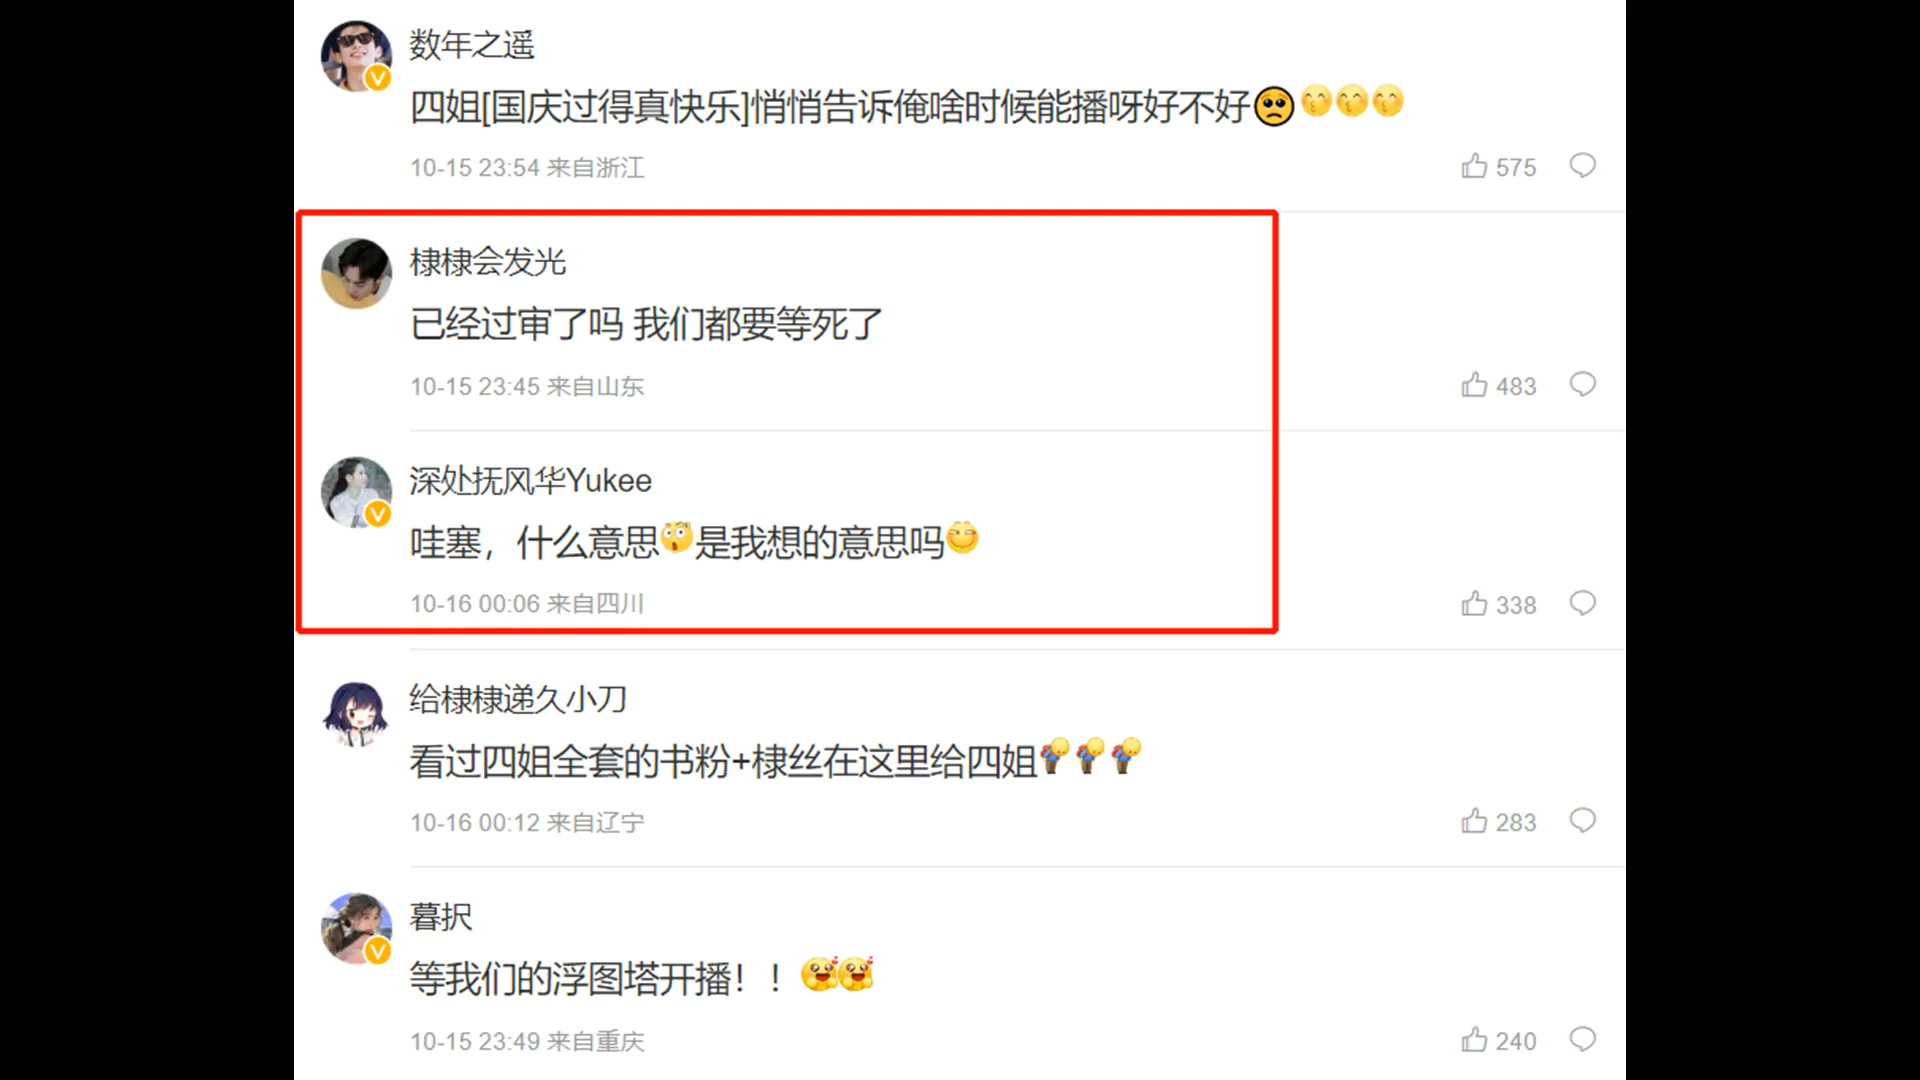 数年之遥
四姐[国庆过得真快乐]悄悄告诉俺啥时候能播呀好不好
10-15 23:54 来自浙江
575
棣棣会发光
已经过审了吗 我们都要等死了
10-15 23:45 来自山东
483
深处抚风华Yukee
哇塞，什么意思是我想的意思吗
10-16 00:06 来自四川
338
给棣棣递久小刀
看过四姐全套的书粉+棣丝在这里给四姐
10-16 00:12 来自辽宁
283
暮択
等我们的浮图塔开播！！
10-15 23:49 来自重庆
240